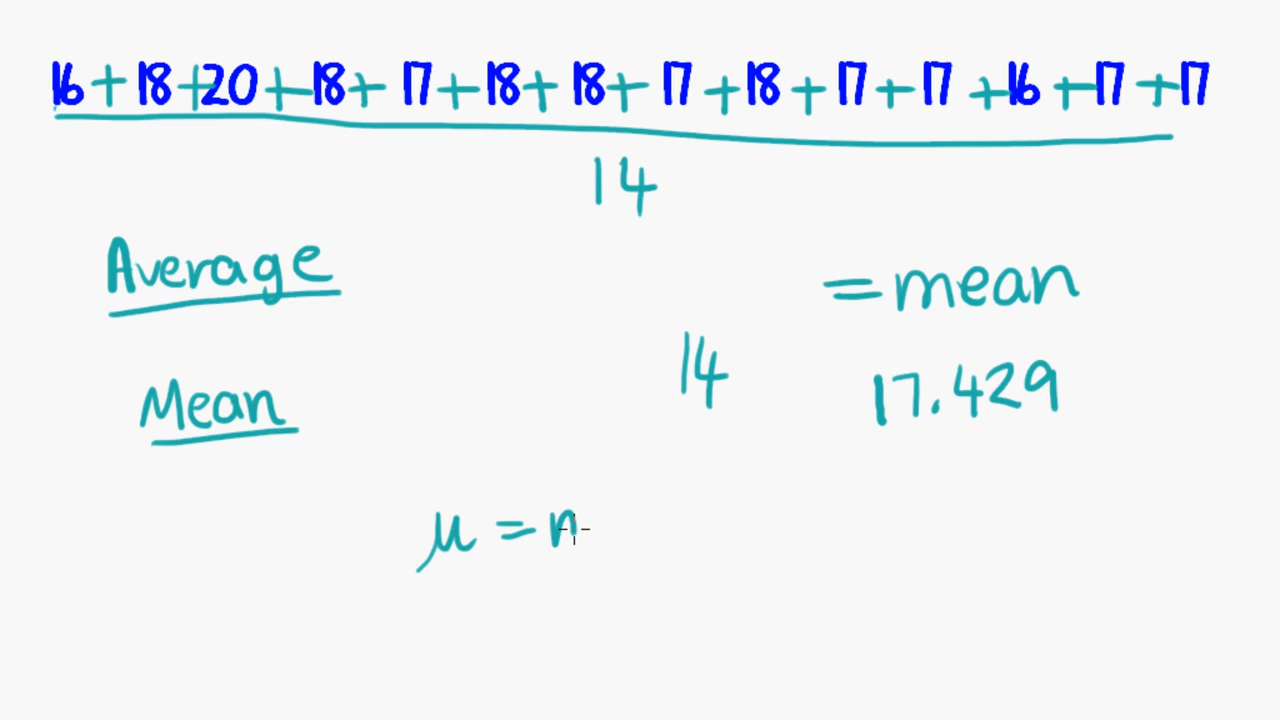 16 + 18 + 20 + 18 + 17 + 18 + 18 + 17 + 18 + 17 + 17 + 16 + 17 + 17
14
Average
= mean
14
17.429
Mean
μ = n